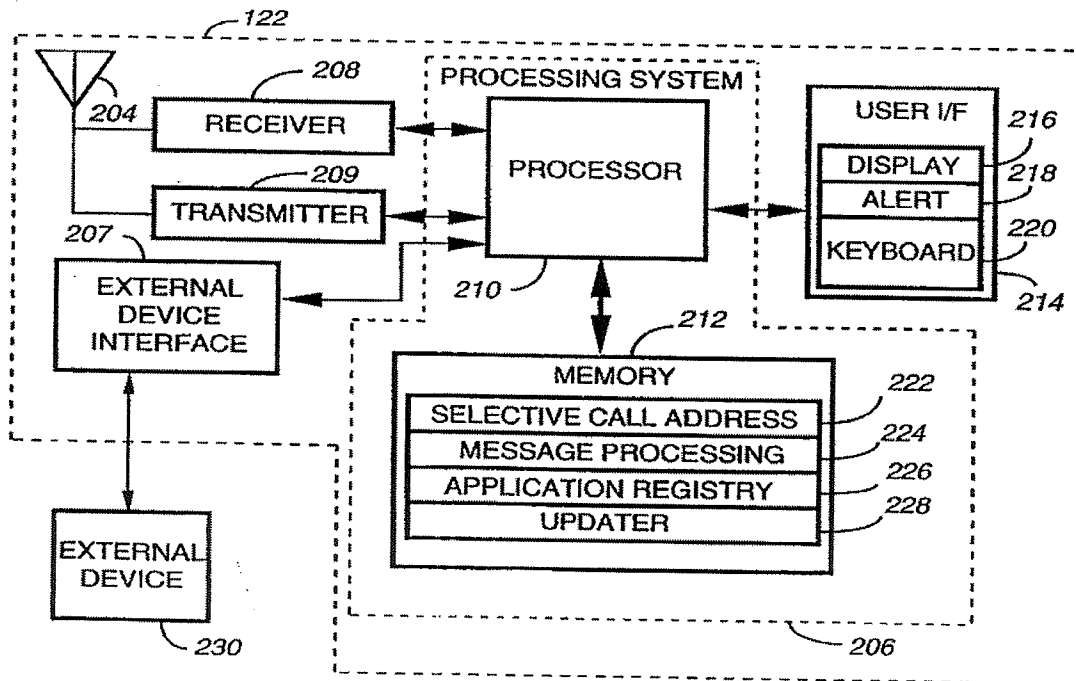 122
204
208
RECEIVER
209
TRANSMITTER
207
EXTERNAL
DEVICE
INTERFACE
PROCESSING SYSTEM
PROCESSOR
210
USER I/F
216
DISPLAY
218
ALERT
220
KEYBOARD
214
212
MEMORY
222
SELECTIVE CALL ADDRESS
224
MESSAGE PROCESSING
226
APPLICATION REGISTRY
228
UPDATER
EXTERNAL
DEVICE
230
206